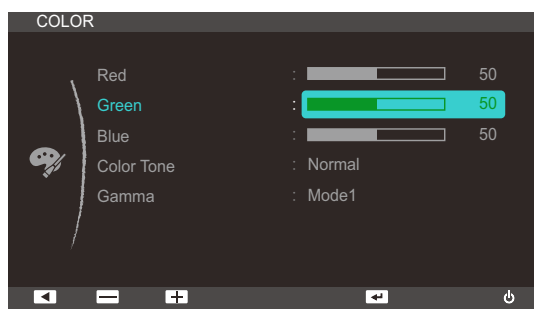 COLOR
Red : 50
Green : 50
Blue : 50
Color Tone : Normal
Gamma : Mode1